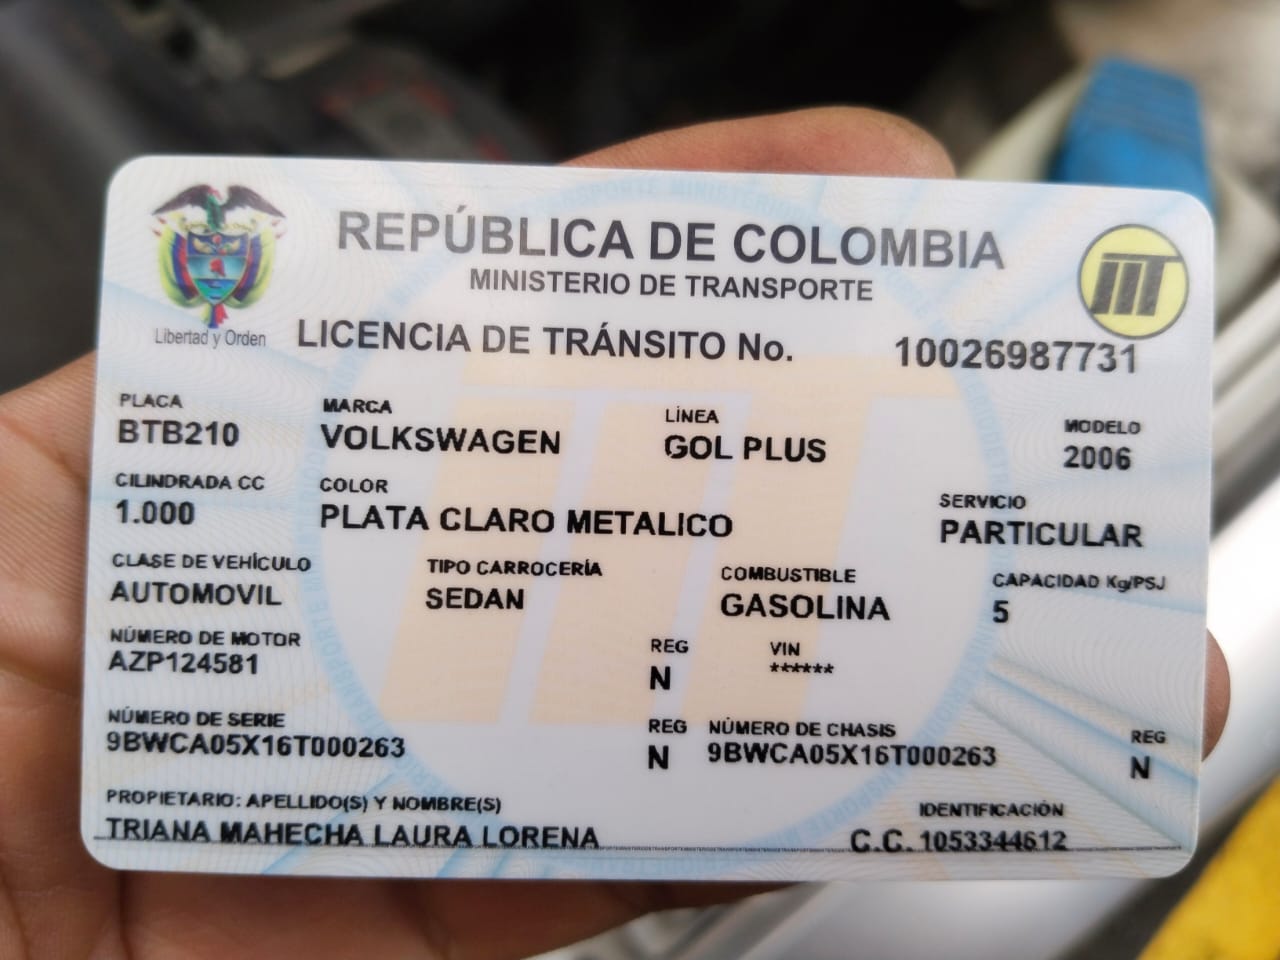 REPÚBLICA DE COLOMBIA
MINISTERIO DE TRANSPORTE
Libertad y Orden
LICENCIA DE TRÁNSITO No. 10026987731
PLACA MARCA LÍNEA MODELO
BTB210 VOLKSWAGEN GOL PLUS 2006
CILINDRADA CC COLOR SERVICIO
1.000 PLATA CLARO METALICO PARTICULAR
CLASE DE VEHÍCULO TIPO CARROCERÍA COMBUSTIBLE CAPACIDAD Kg/PSJ
AUTOMOVIL SEDAN GASOLINA 5
NÚMERO DE MOTOR REG VIN
AZP124581 N ******
NÚMERO DE SERIE REG NÚMERO DE CHASIS REG
9BWCA05X16T000263 N 9BWCA05X16T000263 N
PROPIETARIO: APELLIDO(S) Y NOMBRE(S) IDENTIFICACIÓN
TRIANA MAHECHA LAURA LORENA C.C. 1053344612